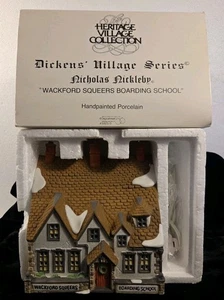 HERITAGE
VILLAGE
COLLECTION
Dickens' Village Series©
Nicholas Nickleby®
"WACKFORD SQUEERS BOARDING SCHOOL"
Handpainted Porcelain
WACKFORD SQUEERS
BOARDING SCHOOL